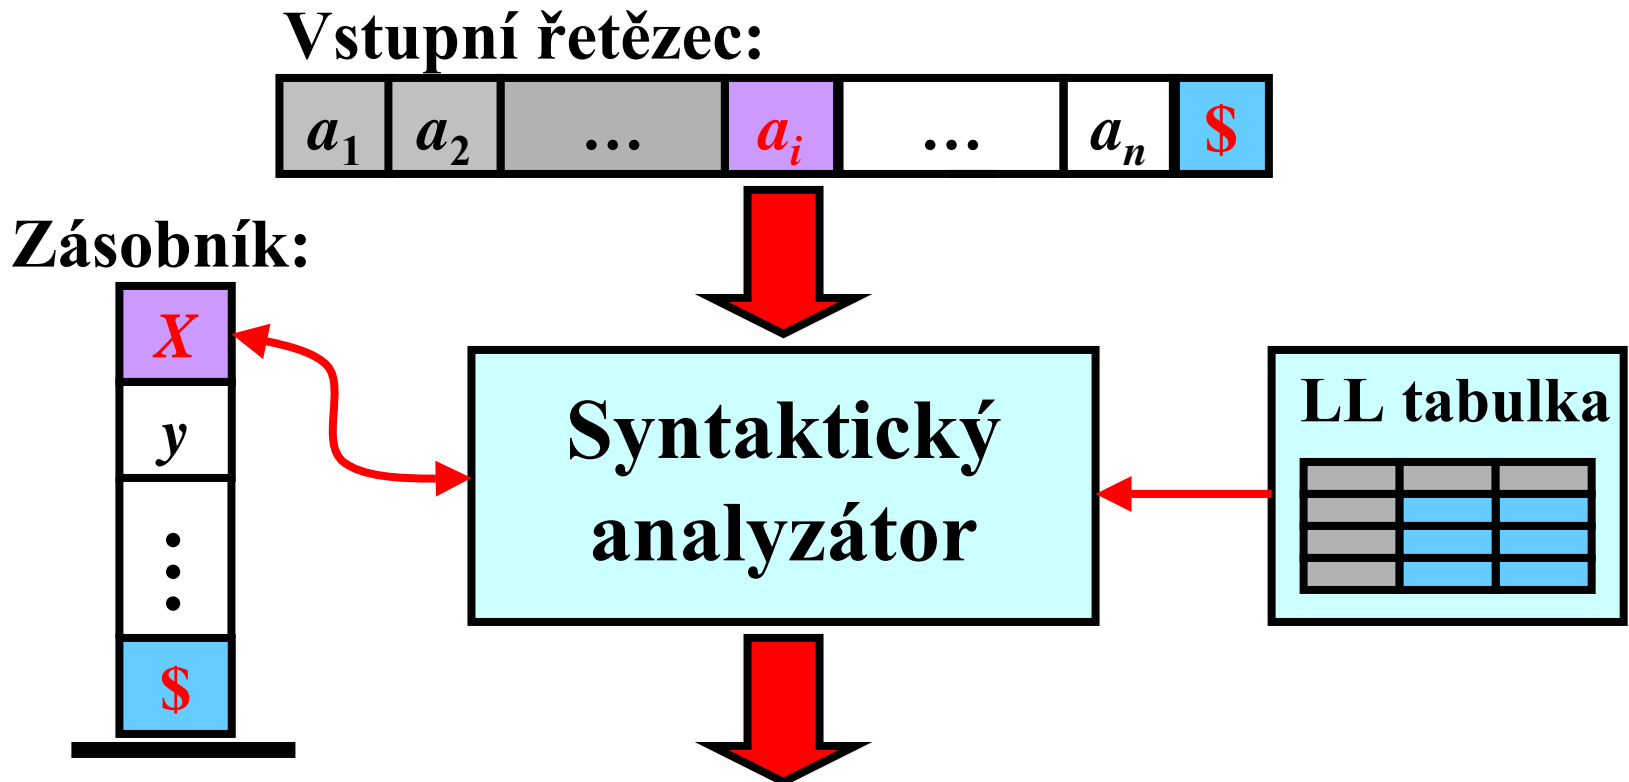 Vstupní řetězec:
a1 a2 … ai … an $
Zásobník:
X
y
⋮
$
Syntaktický
analyzátor
LL tabulka